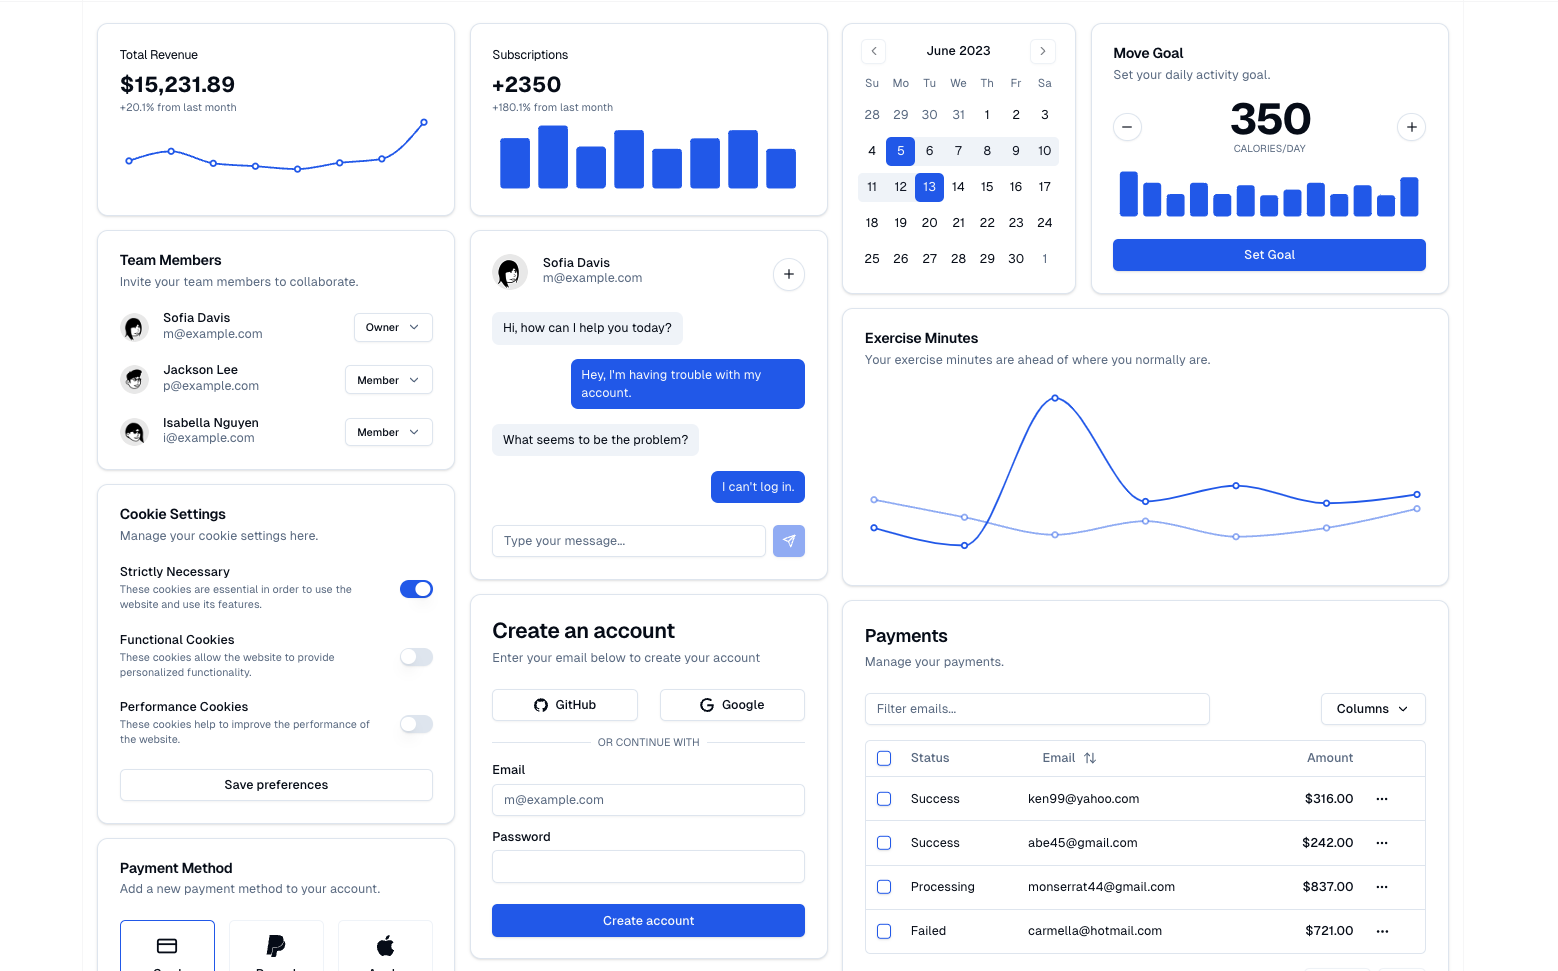 Total Revenue
$15,231.89
+20.1% from last month
Subscriptions
+2350
+180.1% from last month
June 2023
Su Mo Tu We Th Fr Sa
28 29 30 31 1 2 3
4 5 6 7 8 9 10
11 12 13 14 15 16 17
18 19 20 21 22 23 24
25 26 27 28 29 30 1
Move Goal
Set your daily activity goal.
350
CALORIES/DAY
Set Goal
Team Members
Invite your team members to collaborate.
Sofia Davis
m@example.com
Owner
Jackson Lee
p@example.com
Member
Isabella Nguyen
i@example.com
Member
Sofia Davis
m@example.com
Hi, how can I help you today?
Hey, I'm having trouble with my
account.
What seems to be the problem?
I can't log in.
Type your message...
Exercise Minutes
Your exercise minutes are ahead of where you normally are.
Cookie Settings
Manage your cookie settings here.
Strictly Necessary
These cookies are essential in order to use the
website and use its features.
Functional Cookies
These cookies allow the website to provide
personalized functionality.
Performance Cookies
These cookies help to improve the performance of
the website.
Save preferences
Create an account
Enter your email below to create your account
GitHub
Google
OR CONTINUE WITH
Email
m@example.com
Password
Create account
Payments
Manage your payments.
Filter emails...
Columns
Status Email Amount
Success ken99@yahoo.com $316.00
Success abe45@gmail.com $242.00
Processing monserrat44@gmail.com $837.00
Failed carmella@hotmail.com $721.00
Payment Method
Add a new payment method to your account.